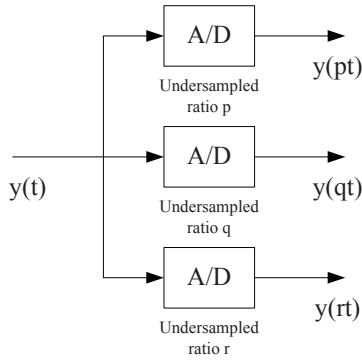 A/D
y(pt)
Undersampled
ratio p
A/D
y(t)
y(qt)
Undersampled
ratio q
A/D
y(rt)
Undersampled
ratio r